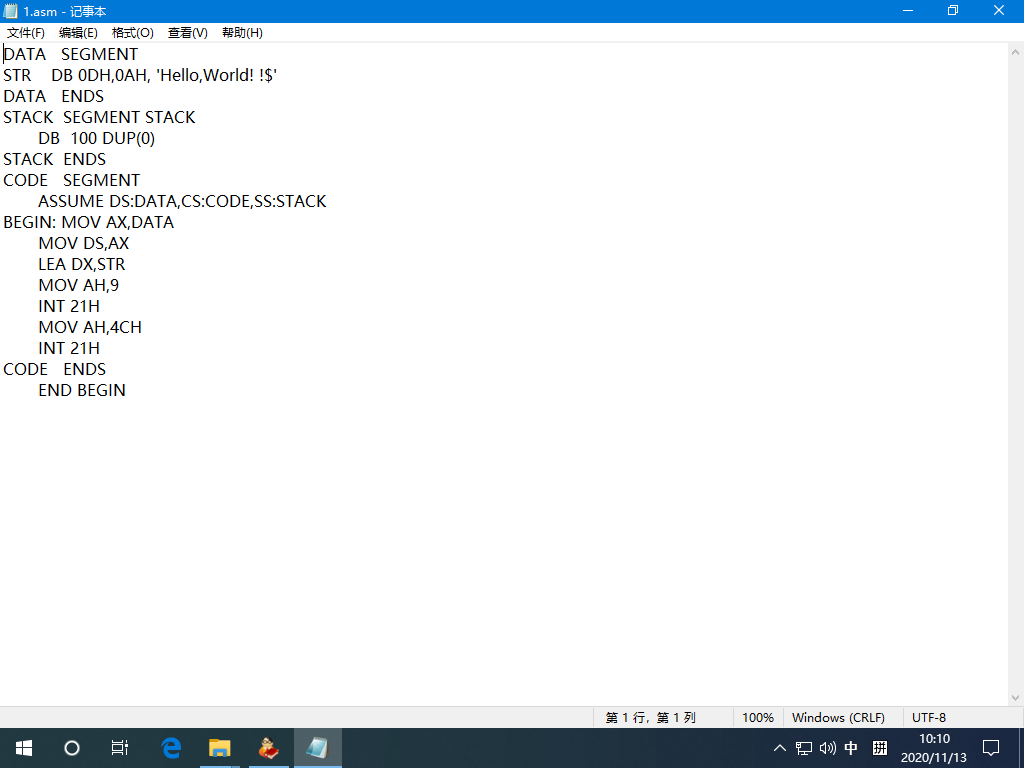 1.asm - 记事本
文件(F) 编辑(E) 格式(O) 查看(V) 帮助(H)
DATA   SEGMENT
STR    DB 0DH,0AH, 'Hello,World! !$'
DATA   ENDS
STACK  SEGMENT STACK
       DB  100 DUP(0)
STACK  ENDS
CODE   SEGMENT
       ASSUME DS:DATA,CS:CODE,SS:STACK
BEGIN: MOV AX,DATA
       MOV DS,AX
       LEA DX,STR
       MOV AH,9
       INT 21H
       MOV AH,4CH
       INT 21H
CODE   ENDS
       END BEGIN
第 1 行，第 1 列 100% Windows (CRLF) UTF-8
中 拼 10:10
2020/11/13